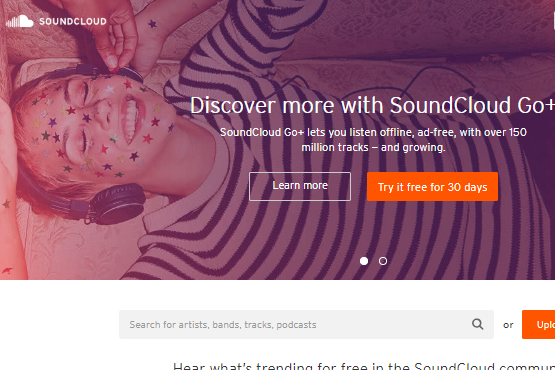 SOUNDCLOUD
Discover more with SoundCloud Go+
SoundCloud Go+ lets you listen offline, ad-free, with over 150
million tracks – and growing.
Learn more
Try it free for 30 days
Search for artists, bands, tracks, podcasts
or
Uplo
Hear what's trending for free in the SoundCloud commun